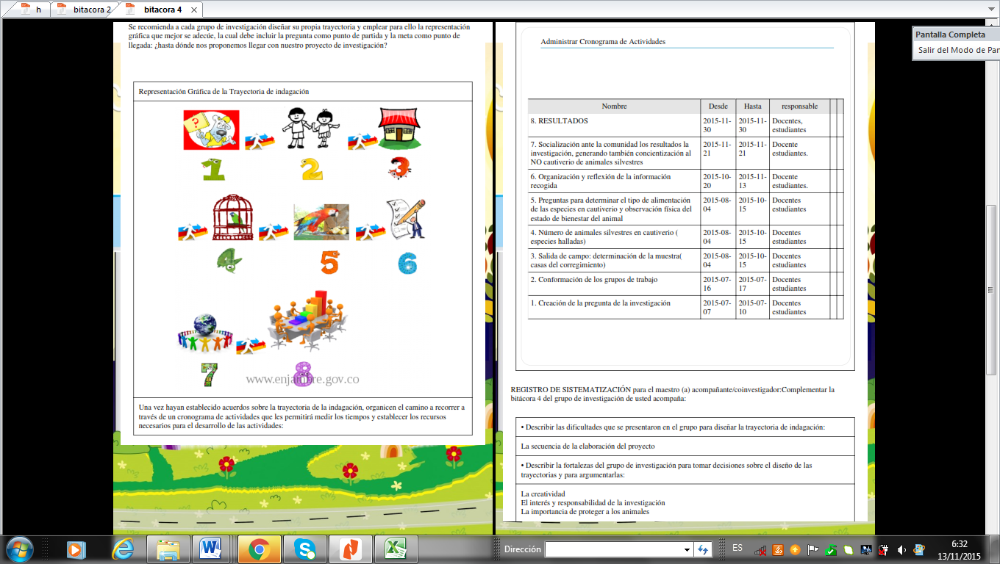 h
bitacora 2
bitacora 4
Se recomienda a cada grupo de investigación diseñar su propia trayectoria y emplear para ello la representación
gráfica que mejor se adecúe, la cual debe incluir la pregunta como punto de partida y la meta como punto de
llegada: ¿hasta dónde nos proponemos llegar con nuestro proyecto de investigación?
Representación Gráfica de la Trayectoria de indagación
?
1
2
3
4
5
6
7
8
www.enjambre.gov.co
Una vez hayan establecido acuerdos sobre la trayectoria de la indagación, organicen el camino a recorrer a
través de un cronograma de actividades que les permitirá medir los tiempos y establecer los recursos
necesarios para el desarrollo de las actividades:
Pantalla Completa
Salir del Modo de Pan
Administrar Cronograma de Actividades
Nombre Desde Hasta responsable
8. RESULTADOS 2015-11- 2015-11- Docentes,
30 30 estudiantes
7. Socialización ante la comunidad los resultados la 2015-11- 2015-11- Docente
investigación, generando también concientización al 21 21 estudiantes.
NO cautiverio de animales silvestres
6. Organización y reflexión de la información 2015-10- 2015-11- Docente
recogida 20 13 estudiantes.
5. Preguntas para determinar el tipo de alimentación 2015-08- 2015-10- Docentes
de las especies en cautiverio y observación física del 04 15 estudiantes
estado de bienestar del animal
4. Número de animales silvestres en cautiverio ( 2015-08- 2015-10- Docentes
especies halladas) 04 15 estudiantes
3. Salida de campo: determinación de la muestra( 2015-08- 2015-10- Docentes
casas del corregimiento) 04 15 estudiantes
2. Conformación de los grupos de trabajo 2015-07- 2015-07- Docentes
16 17 estudiantes
1. Creación de la pregunta de la investigación 2015-07- 2015-07- Docentes
07 10 estudiantes
REGISTRO DE SISTEMATIZACIÓN para el maestro (a) acompañante/coinvestigador:Complementar la
bitácora 4 del grupo de investigación de usted acompaña:
• Describir las dificultades que se presentaron en el grupo para diseñar la trayectoria de indagación:
La secuencia de la elaboración del proyecto
• Describir la fortalezas del grupo de investigación para tomar decisiones sobre el diseño de las
trayectorias y para argumentarlas:
La creatividad
El interés y responsabilidad de la investigación
La importancia de proteger a los animales
Dirección
ES
6:32
13/11/2015